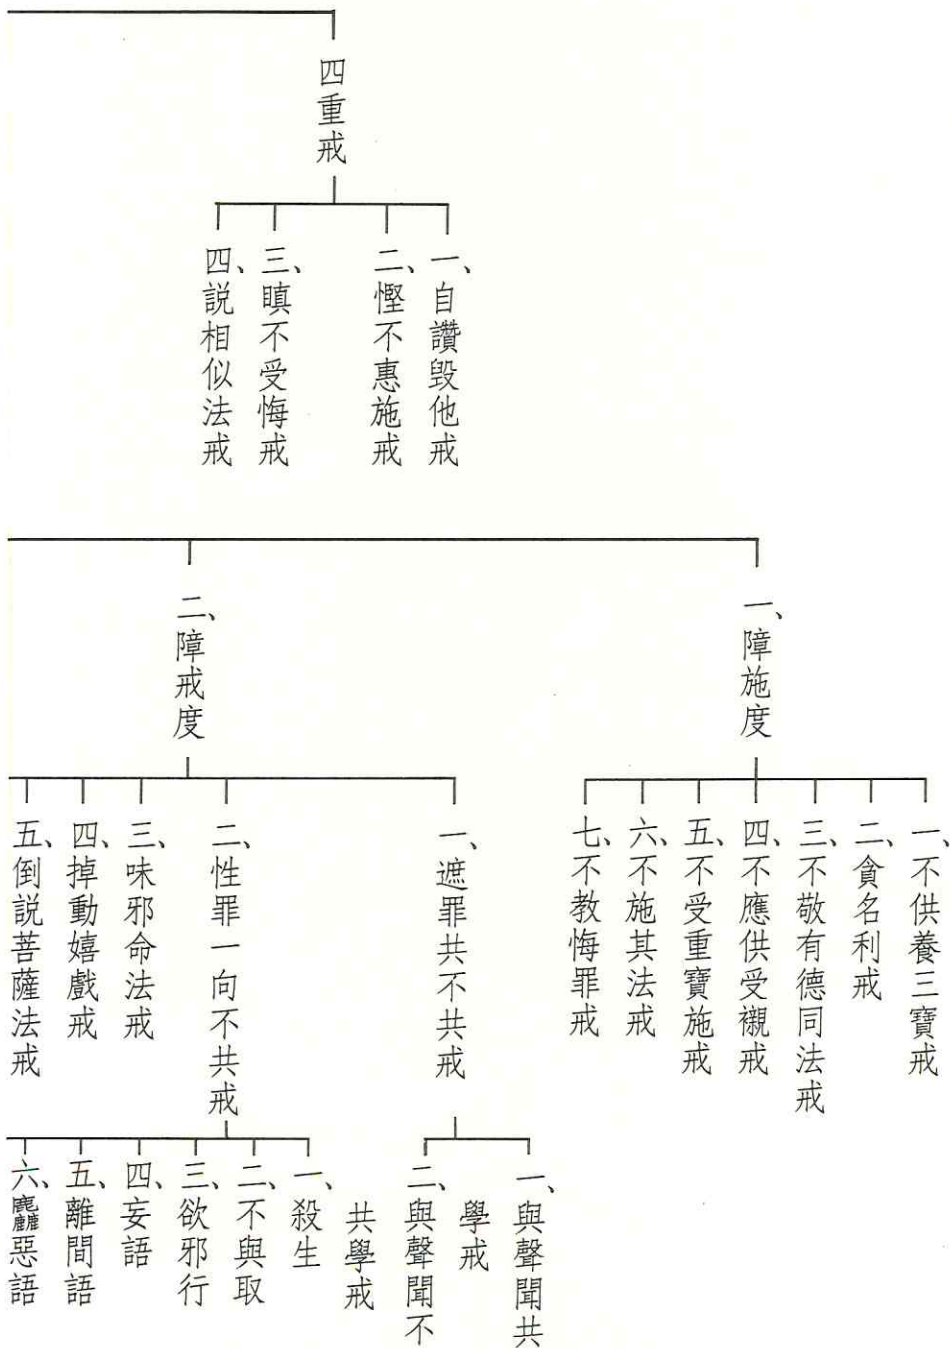 四重戒
一、自讚毀他戒
二、慳不惠施戒
三、瞋不受悔戒
四、說相似法戒
一、障施度
一、不供養三寶戒
二、貪名利戒
三、不敬有德同法戒
四、不應供受襯戒
五、不受重寶施戒
六、不施其法戒
七、不教悔罪戒
二、障戒度
一、遮罪共不共戒
一、與聲聞共
學戒
二、與聲聞不
共學戒
二、性罪一向不共戒
一、殺生
二、不與取
三、欲邪行
四、妄語
五、離間語
六、麤惡語
三、味邪命法戒
四、掉動嬉戲戒
五、倒說菩薩法戒